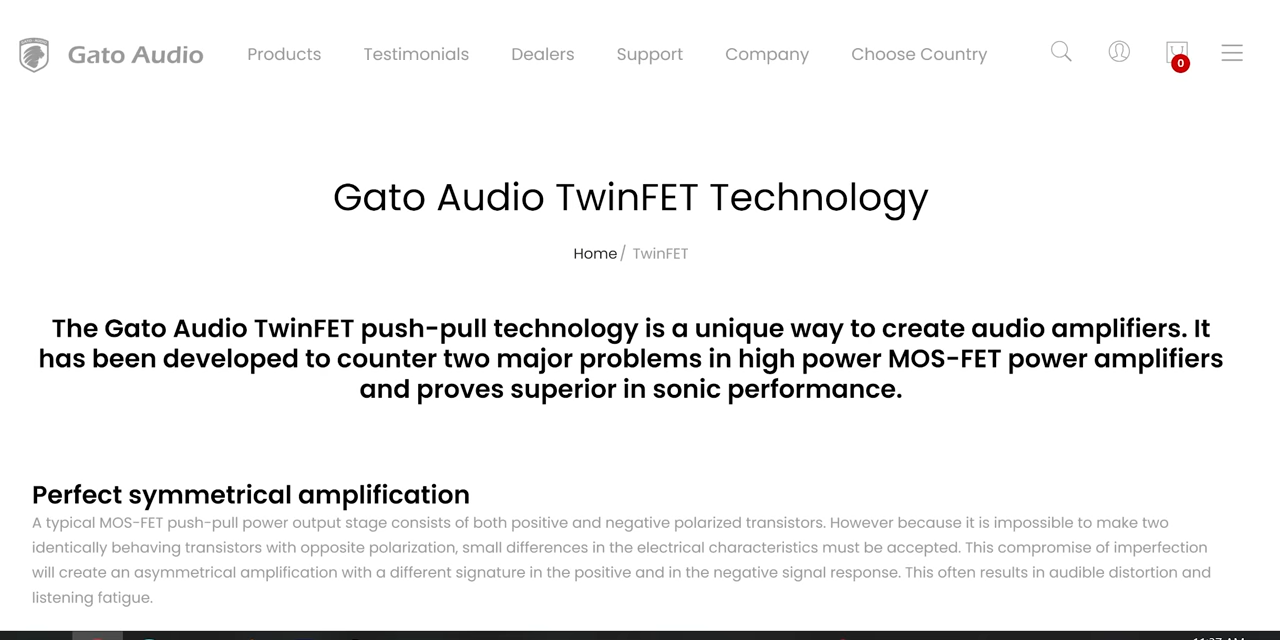 Gato Audio Products Testimonials Dealers Support Company Choose Country 0
Gato Audio TwinFET Technology
Home / TwinFET
The Gato Audio TwinFET push-pull technology is a unique way to create audio amplifiers. It
has been developed to counter two major problems in high power MOS-FET power amplifiers
and proves superior in sonic performance.
Perfect symmetrical amplification
A typical MOS-FET push-pull power output stage consists of both positive and negative polarized transistors. However because it is impossible to make two
identically behaving transistors with opposite polarization, small differences in the electrical characteristics must be accepted. This compromise of imperfection
will create an asymmetrical amplification with a different signature in the positive and in the negative signal response. This often results in audible distortion and
listening fatigue.